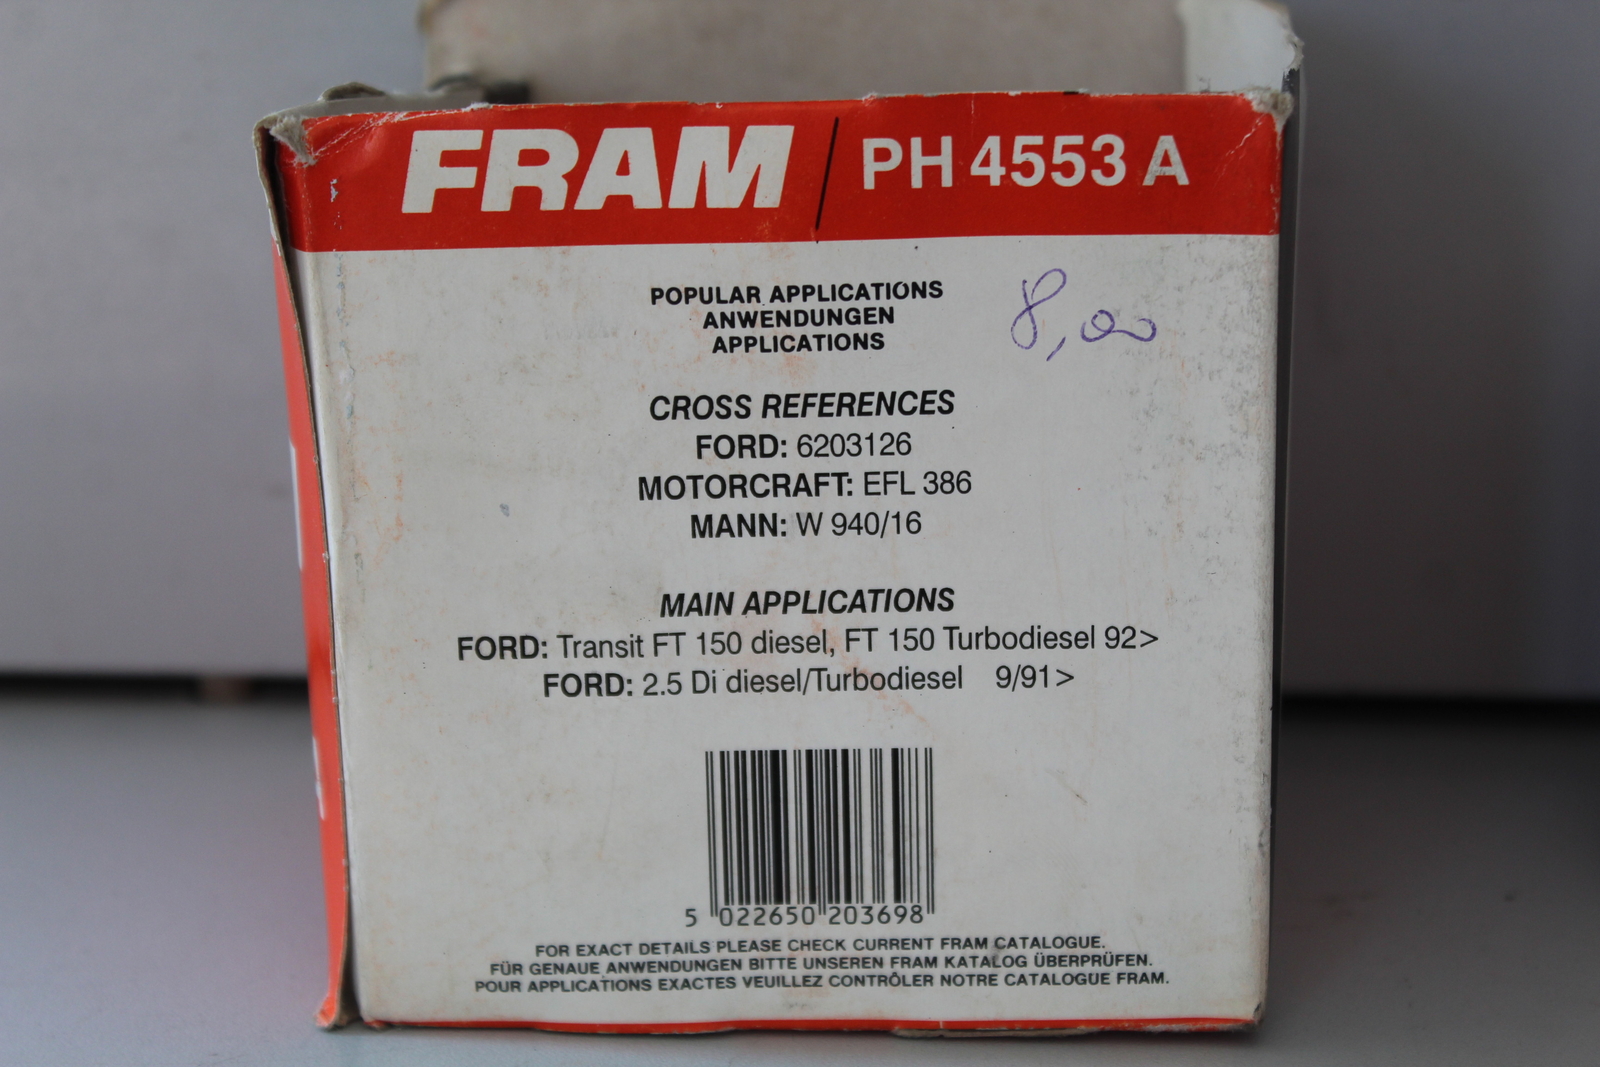 FRAM / PH 4553 A
POPULAR APPLICATIONS
ANWENDUNGEN
APPLICATIONS
8,00
CROSS REFERENCES
FORD: 6203126
MOTORCRAFT: EFL 386
MANN: W 940/16
MAIN APPLICATIONS
FORD: Transit FT 150 diesel, FT 150 Turbodiesel 92>
FORD: 2.5 Di diesel/Turbodiesel 9/91>
5 022650 203698
FOR EXACT DETAILS PLEASE CHECK CURRENT FRAM CATALOGUE.
FÜR GENAUE ANWENDUNGEN BITTE UNSEREN FRAM KATALOG ÜBERPRÜFEN.
POUR APPLICATIONS EXACTES VEUILLEZ CONTRÔLER NOTRE CATALOGUE FRAM.